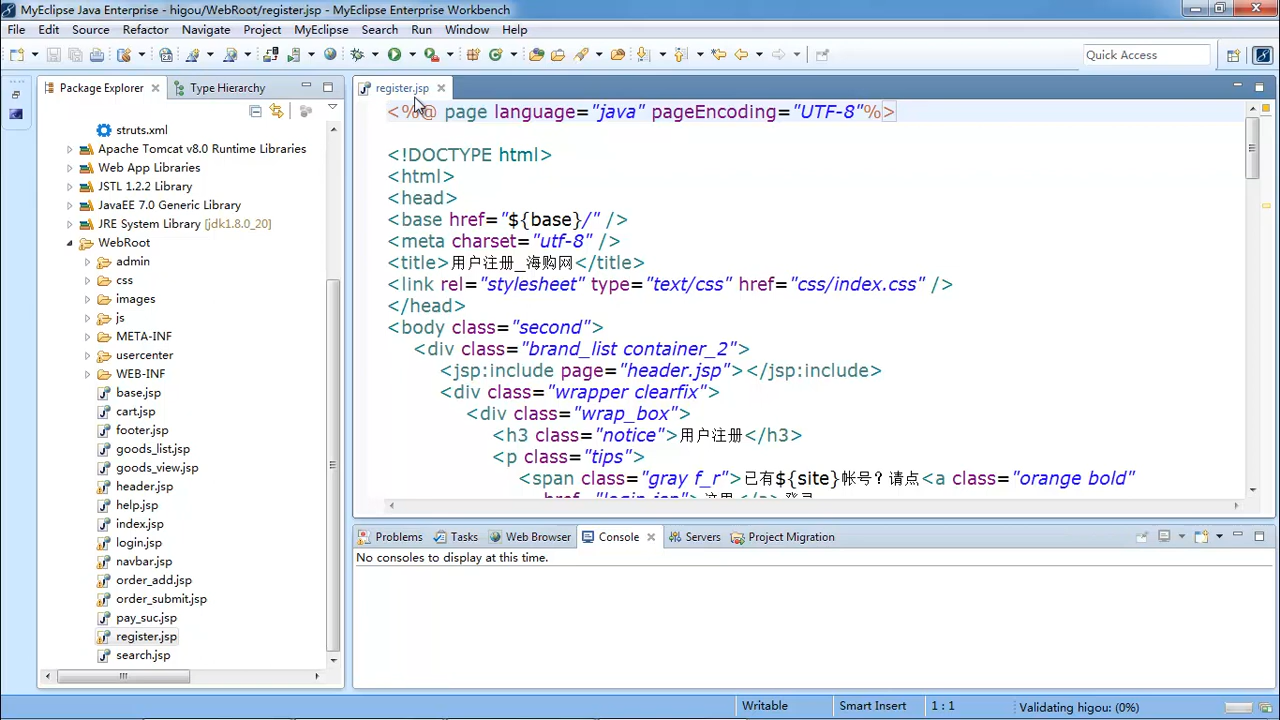 MyEclipse Java Enterprise - higou/WebRoot/register.jsp - MyEclipse Enterprise Workbench
File Edit Source Refactor Navigate Project MyEclipse Search Run Window Help
Quick Access
Package Explorer
Type Hierarchy
struts.xml
Apache Tomcat v8.0 Runtime Libraries
Web App Libraries
JSTL 1.2.2 Library
JavaEE 7.0 Generic Library
JRE System Library [jdk1.8.0_20]
WebRoot
admin
css
images
js
META-INF
usercenter
WEB-INF
base.jsp
cart.jsp
footer.jsp
goods_list.jsp
goods_view.jsp
header.jsp
help.jsp
index.jsp
login.jsp
navbar.jsp
order_add.jsp
order_submit.jsp
pay_suc.jsp
register.jsp
search.jsp
register.jsp
<%@ page language="java" pageEncoding="UTF-8"%>
<!DOCTYPE html>
<html>
<head>
<base href="${base}/" />
<meta charset="utf-8" />
<title>用户注册_海购网</title>
<link rel="stylesheet" type="text/css" href="css/index.css" />
</head>
<body class="second">
<div class="brand_list container_2">
<jsp:include page="header.jsp"></jsp:include>
<div class="wrapper clearfix">
<div class="wrap_box">
<h3 class="notice">用户注册</h3>
<p class="tips">
<span class="gray f_r">已有${site}帐号？请点<a class="orange bold"
href="login.jsp">这里</a>登录
Problems Tasks Web Browser Console Servers Project Migration
No consoles to display at this time.
Writable Smart Insert 1 : 1 Validating higou: (0%)